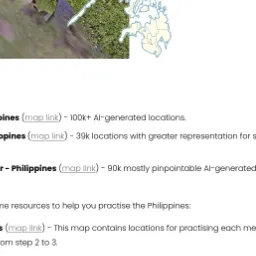 pines (map link) - 100k+ AI-generated locations.
ppines (map link) - 39k locations with greater representation for s
r - Philippines (map link) - 90k mostly pinpointable AI-generated
me resources to help you practise the Philippines:
s (map link) - This map contains locations for practising each me
om step 2 to 3.